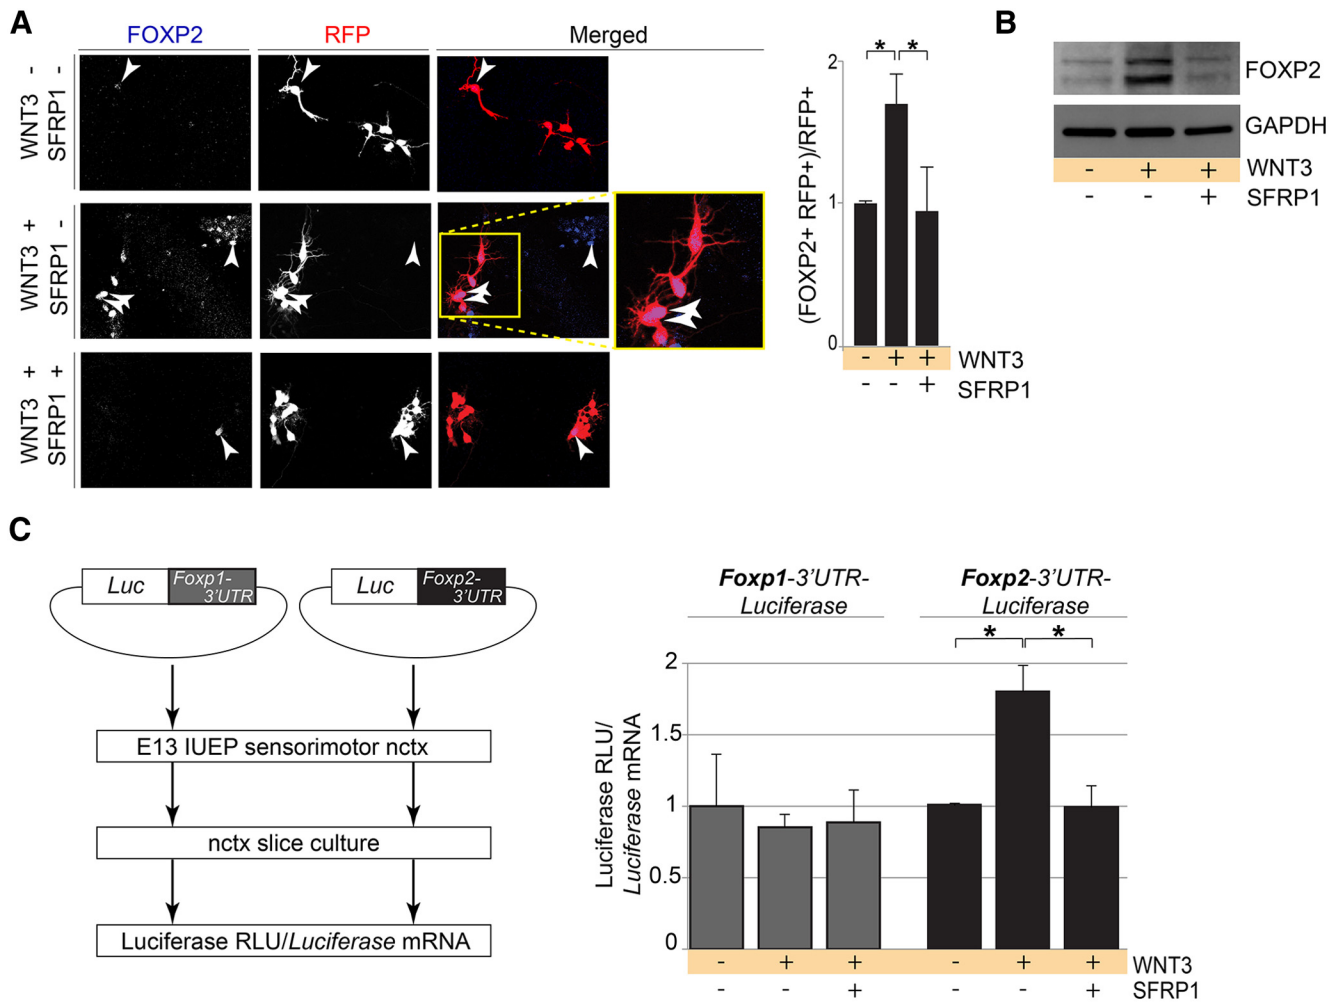 A
FOXP2 RFP Merged
WNT3 - 
SFRP1 -
WNT3 +
SFRP1 -
WNT3 +
SFRP1 +
* *
2
1
0
(FOXP2+ RFP+)/RFP+
- + + WNT3
- - + SFRP1
B
FOXP2
GAPDH
- + + WNT3
- - + SFRP1
C
Luc Foxp1-
3'UTR
Luc Foxp2-
3'UTR
E13 IUEP sensorimotor nctx
nctx slice culture
Luciferase RLU/Luciferase mRNA
Foxp1-3'UTR-
Luciferase
Foxp2-3'UTR-
Luciferase
* *
2
1.5
1
0.5
0
Luciferase RLU/
Luciferase mRNA
- + + - + + WNT3
- - + - - + SFRP1